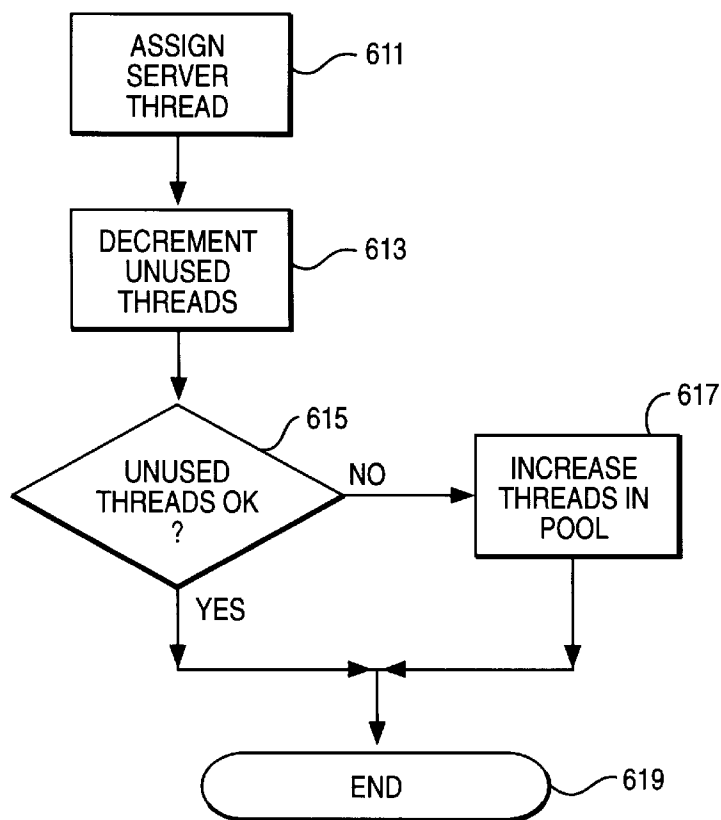 ASSIGN
SERVER
THREAD
611
DECREMENT
UNUSED
THREADS
613
615
UNUSED
THREADS OK
?
NO
YES
617
INCREASE
THREADS IN
POOL
END
619